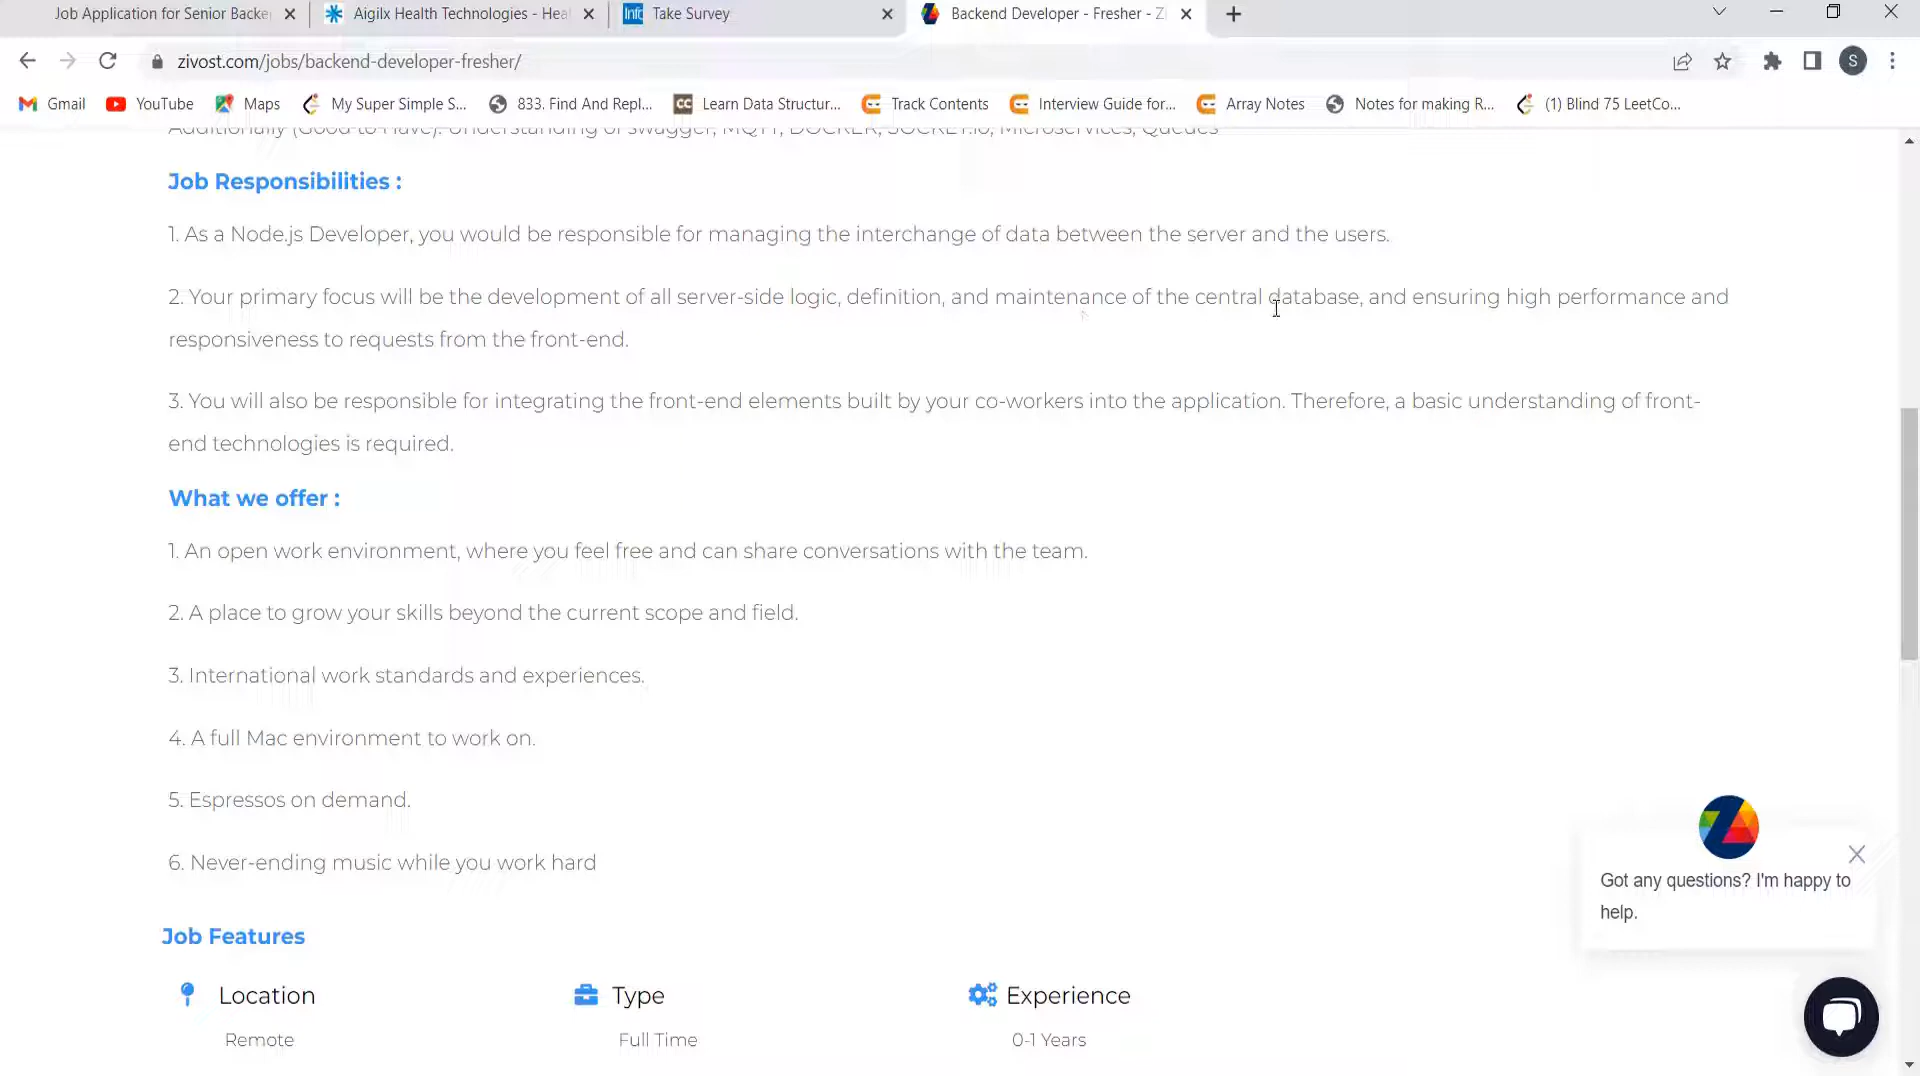 Job Application for Senior Backe
Aigilx Health Technologies - Heal
Take Survey
Backend Developer - Fresher - Zi
zivost.com/jobs/backend-developer-fresher/
S
Gmail
YouTube
Maps
My Super Simple S...
833. Find And Repl...
CC
Learn Data Structur...
Track Contents
Interview Guide for...
Array Notes
Notes for making R...
(1) Blind 75 LeetCo...
Additionally (Good to Have): Understanding of swagger, MQTT, DOCKER, SOCKET.io, Microservices, Queues
Job Responsibilities :
1. As a Node.js Developer, you would be responsible for managing the interchange of data between the server and the users.
2. Your primary focus will be the development of all server-side logic, definition, and maintenance of the central database, and ensuring high performance and
responsiveness to requests from the front-end.
3. You will also be responsible for integrating the front-end elements built by your co-workers into the application. Therefore, a basic understanding of front-
end technologies is required.
What we offer :
1. An open work environment, where you feel free and can share conversations with the team.
2. A place to grow your skills beyond the current scope and field.
3. International work standards and experiences.
4. A full Mac environment to work on.
5. Espressos on demand.
6. Never-ending music while you work hard
Got any questions? I'm happy to
help.
Job Features
Location
Type
Experience
Remote
Full Time
0-1 Years